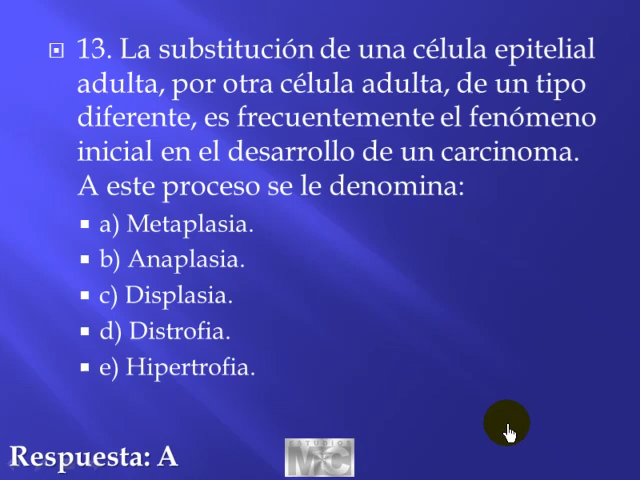 13. La substitución de una célula epitelial
adulta, por otra célula adulta, de un tipo
diferente, es frecuentemente el fenómeno
inicial en el desarrollo de un carcinoma.
A este proceso se le denomina:
a) Metaplasia.
b) Anaplasia.
c) Displasia.
d) Distrofia.
e) Hipertrofia.
Respuesta: A
ESTUDIOS
MC